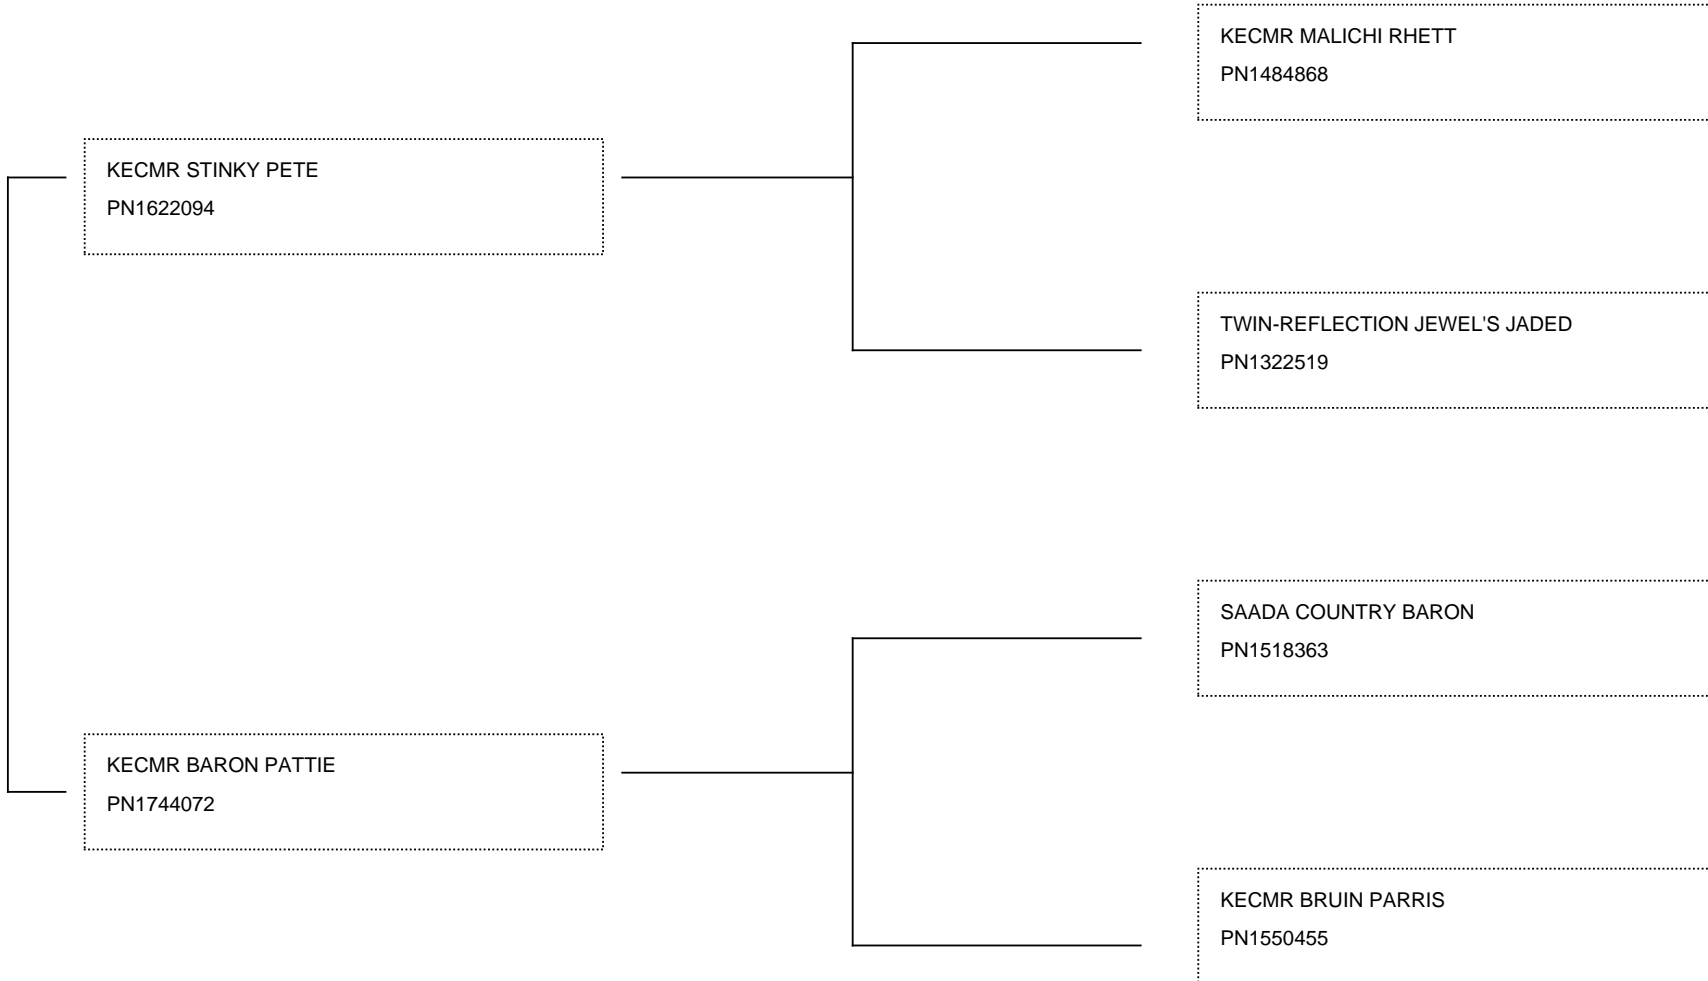 KECMR MALICHI RHETT
PN1484868
KECMR STINKY PETE
PN1622094
TWIN-REFLECTION JEWEL'S JADED
PN1322519
SAADA COUNTRY BARON
PN1518363
KECMR BARON PATTIE
PN1744072
KECMR BRUIN PARRIS
PN1550455